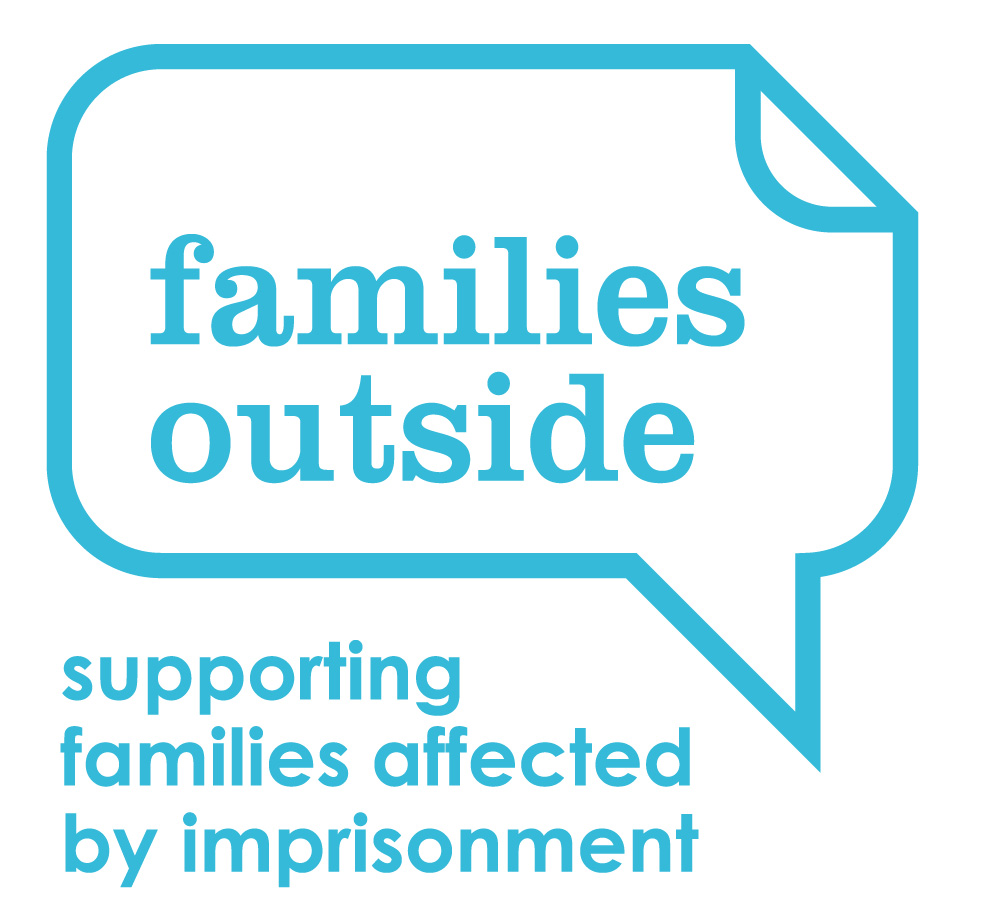 families
outside
supporting
families affected
by imprisonment